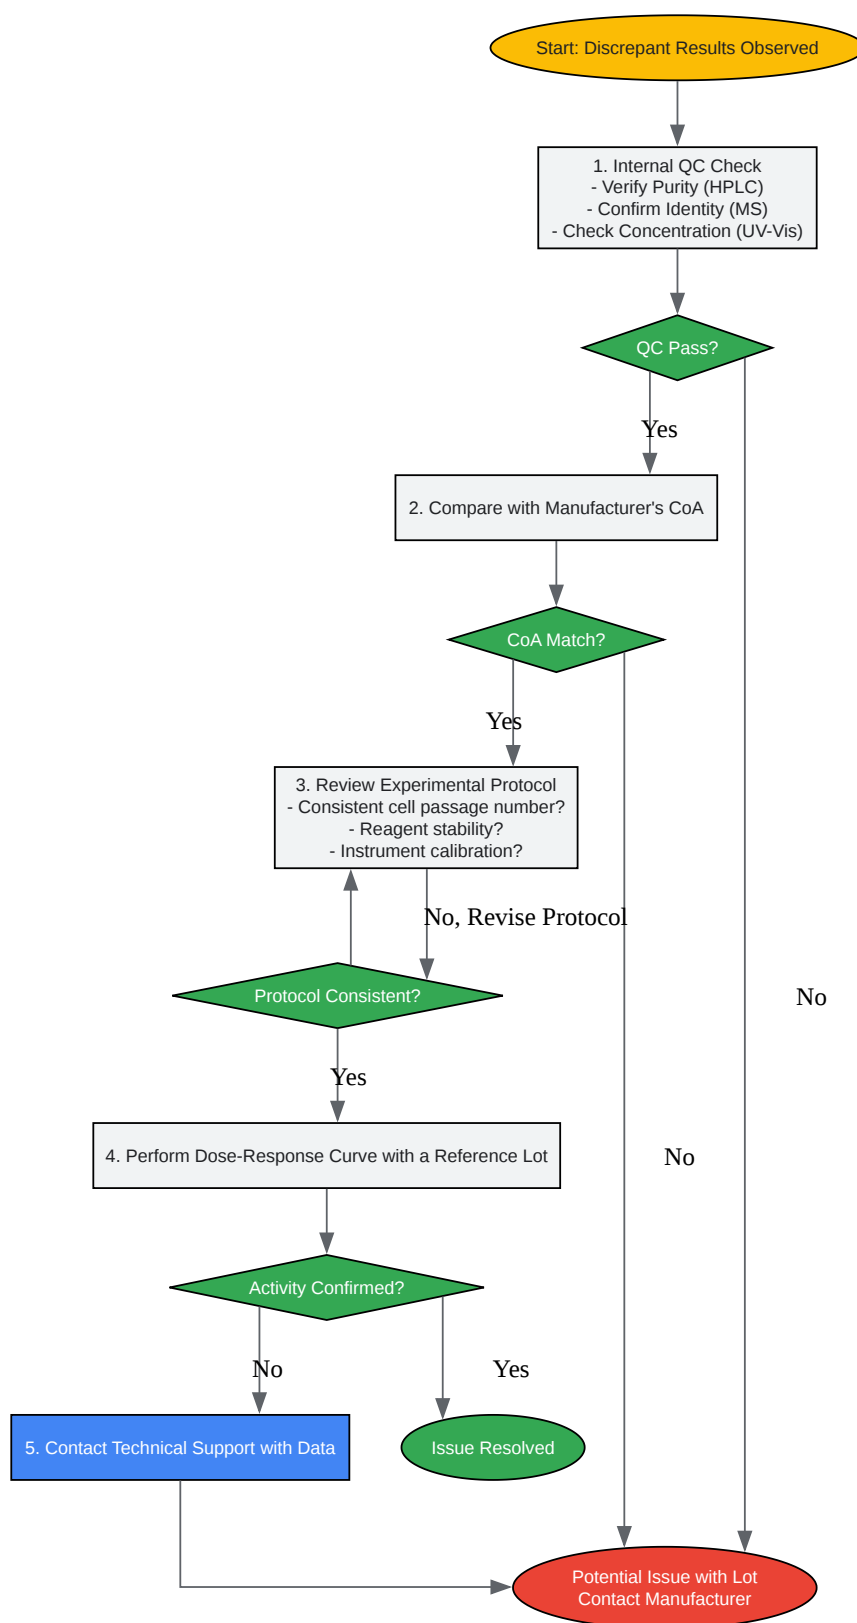 Start: Discrepant Results Observed
1. Internal QC Check
- Verify Purity (HPLC)
- Confirm Identity (MS)
- Check Concentration (UV-Vis)
QC Pass?
Yes
2. Compare with Manufacturer's CoA
CoA Match?
Yes
3. Review Experimental Protocol
- Consistent cell passage number?
- Reagent stability?
- Instrument calibration?
No, Revise Protocol
Protocol Consistent?
No
Yes
4. Perform Dose-Response Curve with a Reference Lot
No
Activity Confirmed?
No
Yes
5. Contact Technical Support with Data
Issue Resolved
Potential Issue with Lot
Contact Manufacturer